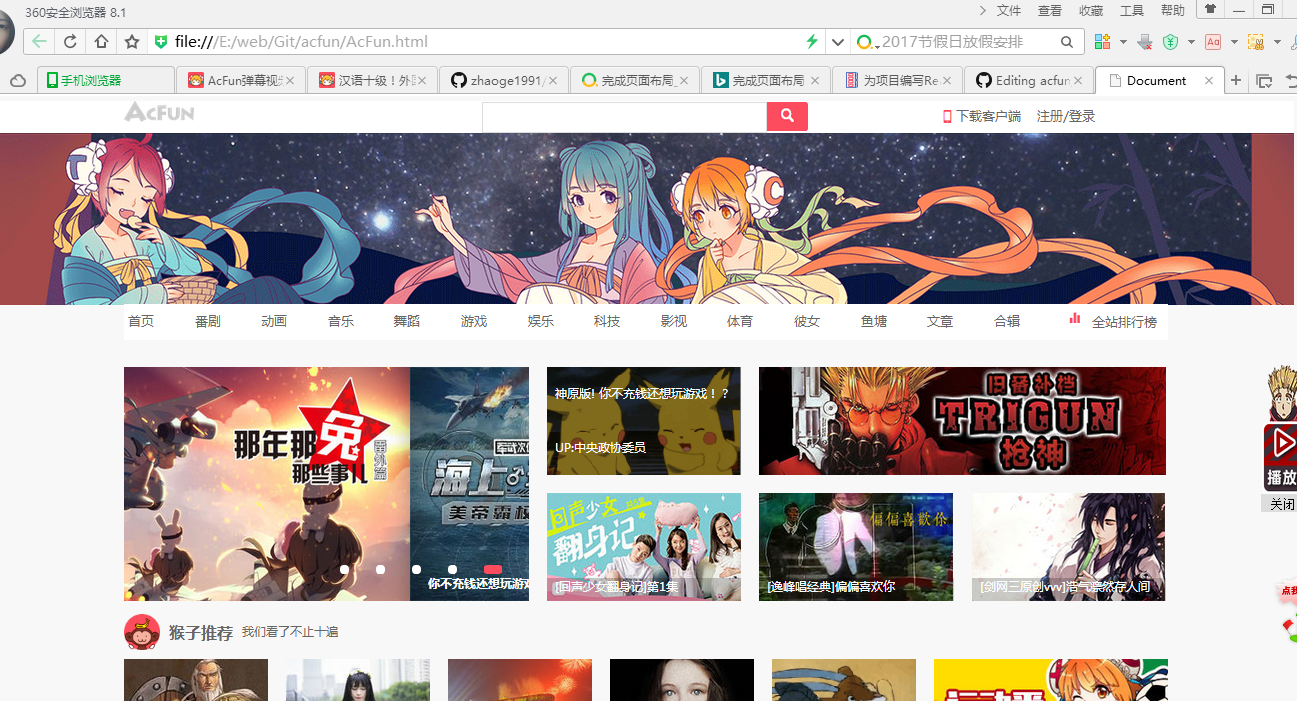 360安全浏览器 8.1
文件 查看 收藏 工具 帮助
file:///E:/web/Git/acfun/AcFun.html
2017节假日放假安排
手机浏览器
AcFun弹幕视
汉语十级！外
zhaoge1991/
完成页面布局_
完成页面布局
为项目编写Re
Editing acfun
Document
AcFun
下载客户端 注册/登录
T
C
首页 番剧 动画 音乐 舞蹈 游戏 娱乐 科技 影视 体育 彼女 鱼塘 文章 合辑 全站排行榜
那年那兔
那些事儿
番外篇
军武次
海上
美帝霸权
你不充钱还想玩游戏
神原版! 你不充钱还想玩游戏！？
UP:中央政协委员
旧番补档
TRIGUN
枪神
回声少女
翻身记
[回声少女翻身记]第1集
偏偏喜歡你
[逸峰唱经典]偏偏喜欢你
[剑网三原创vvv]浩气凛然存人间
播放
关闭
点我
猴子推荐 我们看了不止十遍